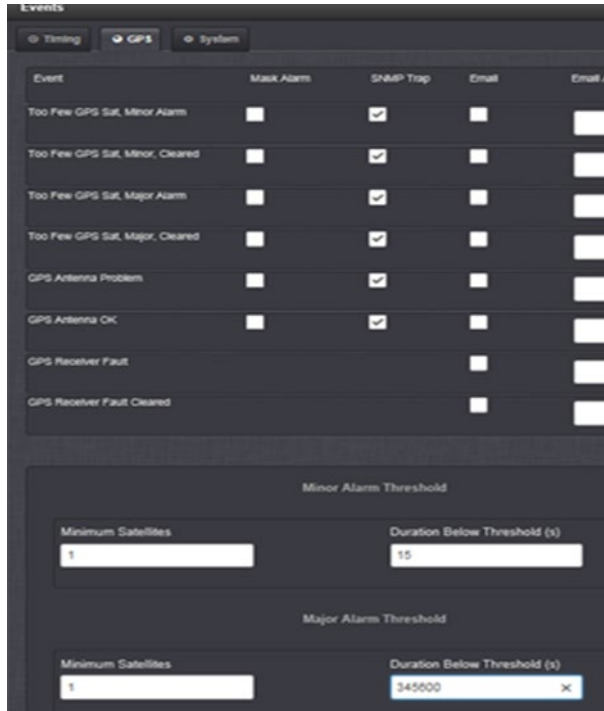 Events
Timing GPS System
Event Mask Alarm SNMP Trap Email Email A
Too Few GPS Sat, Minor Alarm
Too Few GPS Sat, Minor, Cleared
Too Few GPS Sat, Major Alarm
Too Few GPS Sat, Major, Cleared
GPS Antenna Problem
GPS Antenna OK
GPS Receiver Fault
GPS Receiver Fault Cleared
Minor Alarm Threshold
Minimum Satellites Duration Below Threshold (s)
1 15
Major Alarm Threshold
Minimum Satellites Duration Below Threshold (s)
1 345600